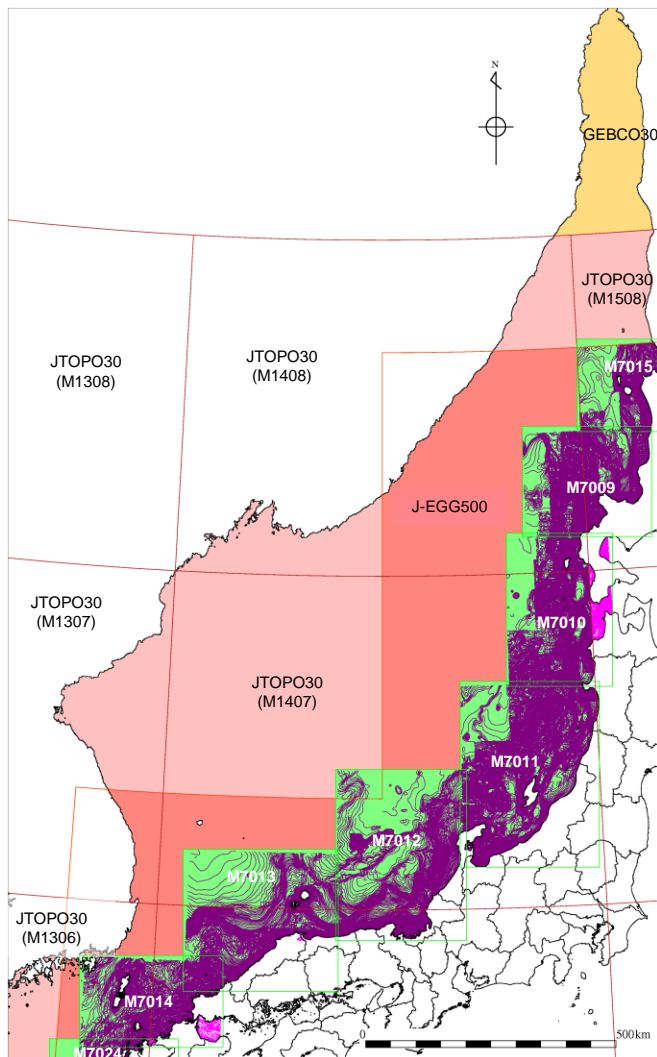 N
GEBCO30
JTOPO30
(M1508)
JTOPO30
(M1308)
JTOPO30
(M1408)
M7015
M7009
J-EGG500
JTOPO30
(M1307)
M7010
JTOPO30
(M1407)
M7011
M7012
M7013
JTOPO30
(M1306)
M7014
M7024
0
500km